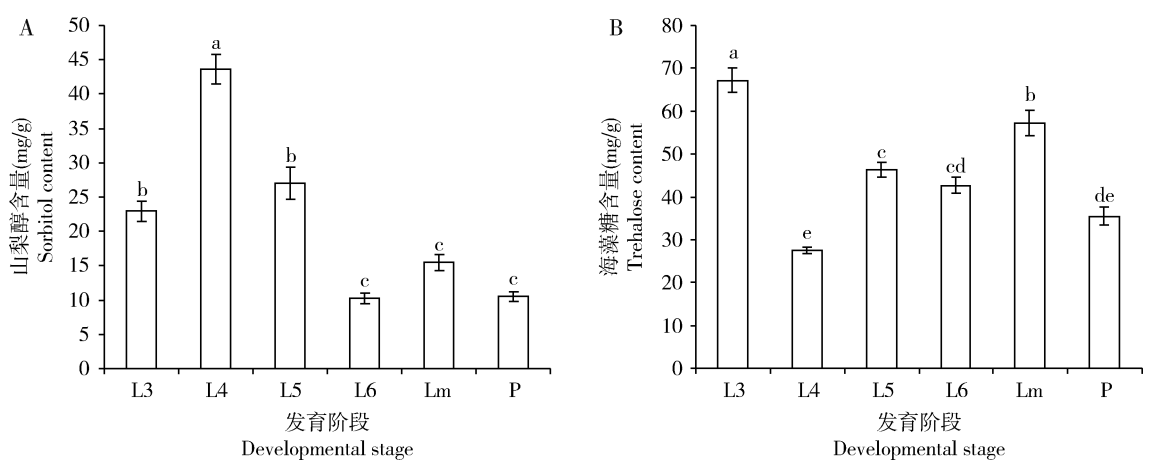 A
山梨醇含量(mg/g)
Sorbitol content
50
45
40
35
30
25
20
15
10
5
0
b
a
b
c
c
c
L3 L4 L5 L6 Lm P
发育阶段
Developmental stage
B
海藻糖含量(mg/g)
Trehalose content
80
70
60
50
40
30
20
10
0
a
e
c
cd
b
de
L3 L4 L5 L6 Lm P
发育阶段
Developmental stage